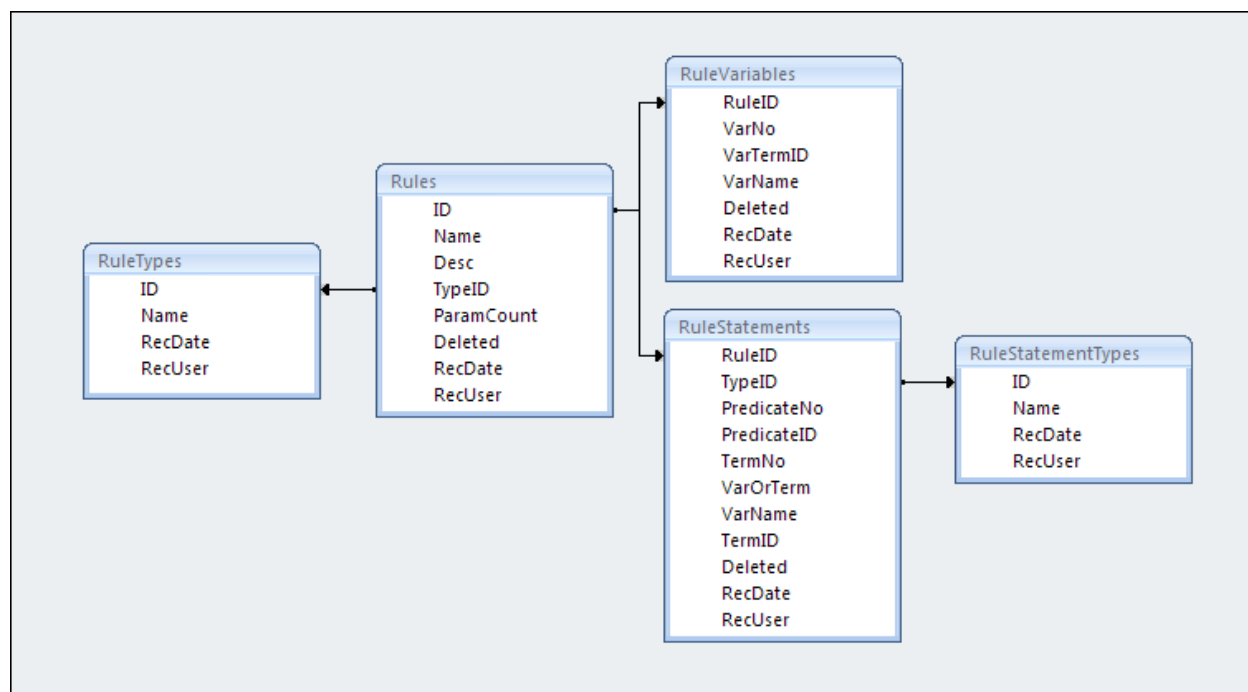 RuleTypes
ID
Name
RecDate
RecUser
Rules
ID
Name
Desc
TypeID
ParamCount
Deleted
RecDate
RecUser
RuleVariables
RuleID
VarNo
VarTermID
VarName
Deleted
RecDate
RecUser
RuleStatements
RuleID
TypeID
PredicateNo
PredicateID
TermNo
VarOrTerm
VarName
TermID
Deleted
RecDate
RecUser
RuleStatementTypes
ID
Name
RecDate
RecUser